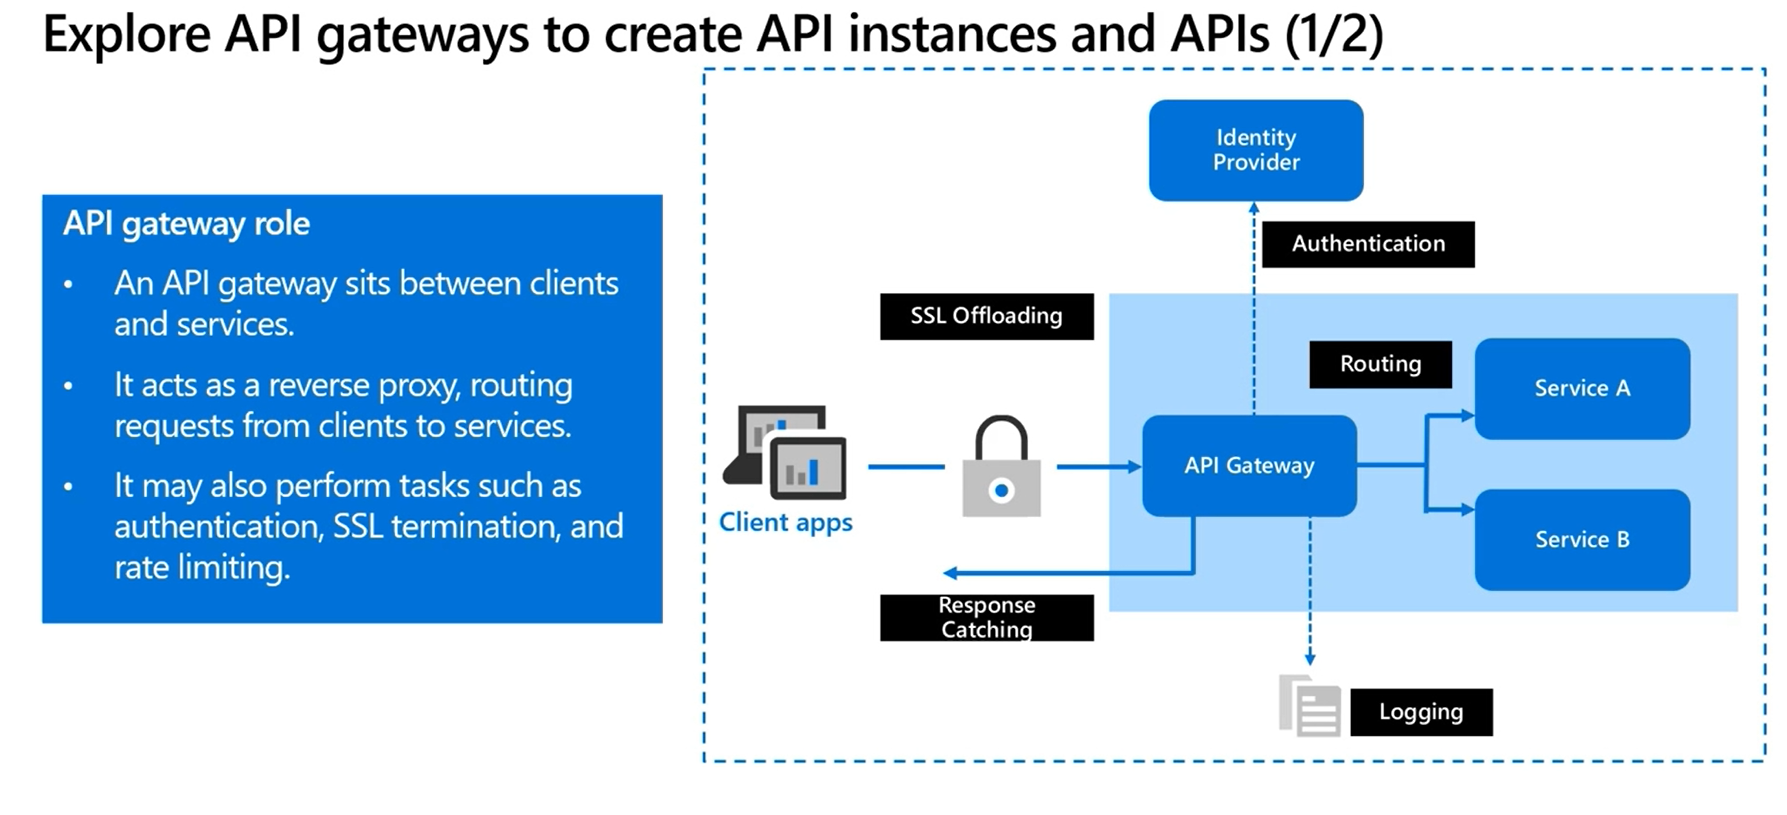 Explore API gateways to create API instances and APIs (1/2)
API gateway role
• An API gateway sits between clients
and services.
• It acts as a reverse proxy, routing
requests from clients to services.
• It may also perform tasks such as
authentication, SSL termination, and
rate limiting.
Identity
Provider
Authentication
SSL Offloading
Routing
Service A
API Gateway
Client apps
Service B
Response
Catching
Logging